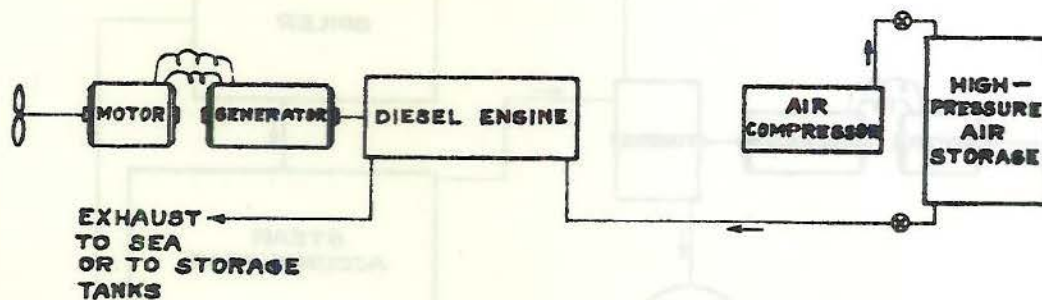 MOTOR
GENERATOR
DIESEL ENGINE
AIR
COMPRESSOR
HIGH-
PRESSURE
AIR
STORAGE
EXHAUST
TO SEA
OR TO STORAGE
TANKS